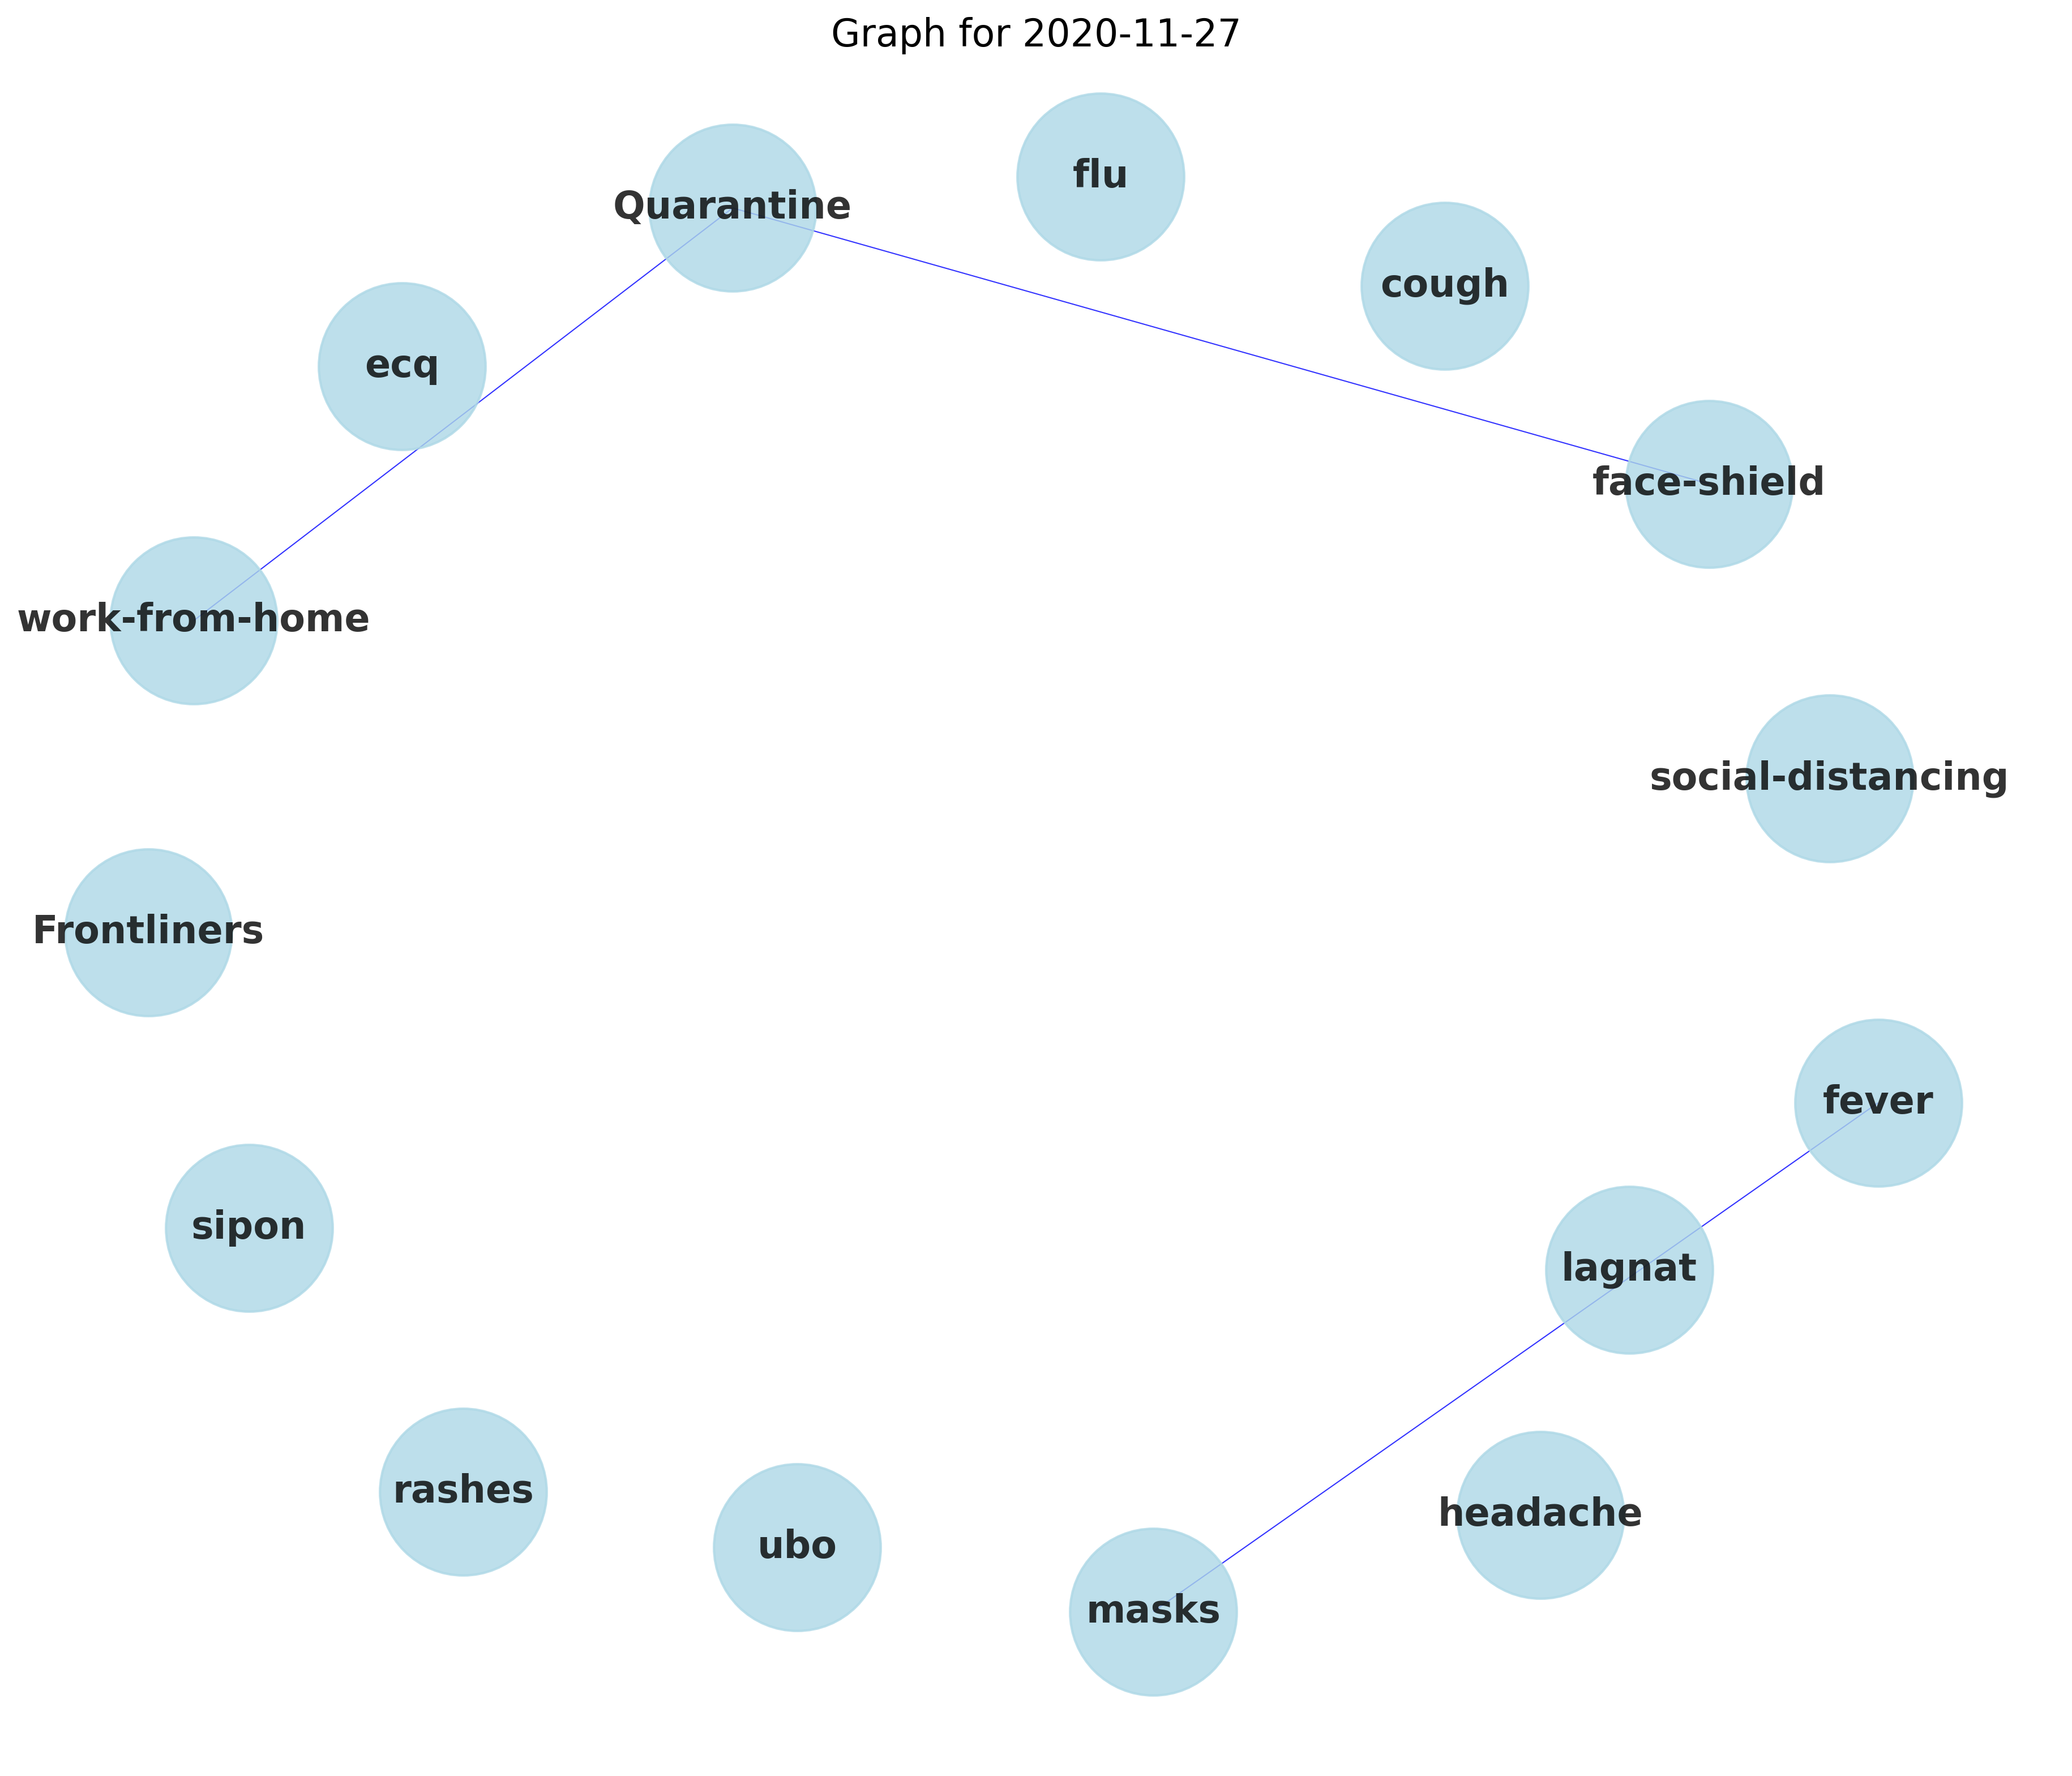 Graph for 2020-11-27
flu
Quarantine
cough
ecq
face-shield
work-from-home
social-distancing
Frontliners
fever
sipon
lagnat
rashes
headache
ubo
masks